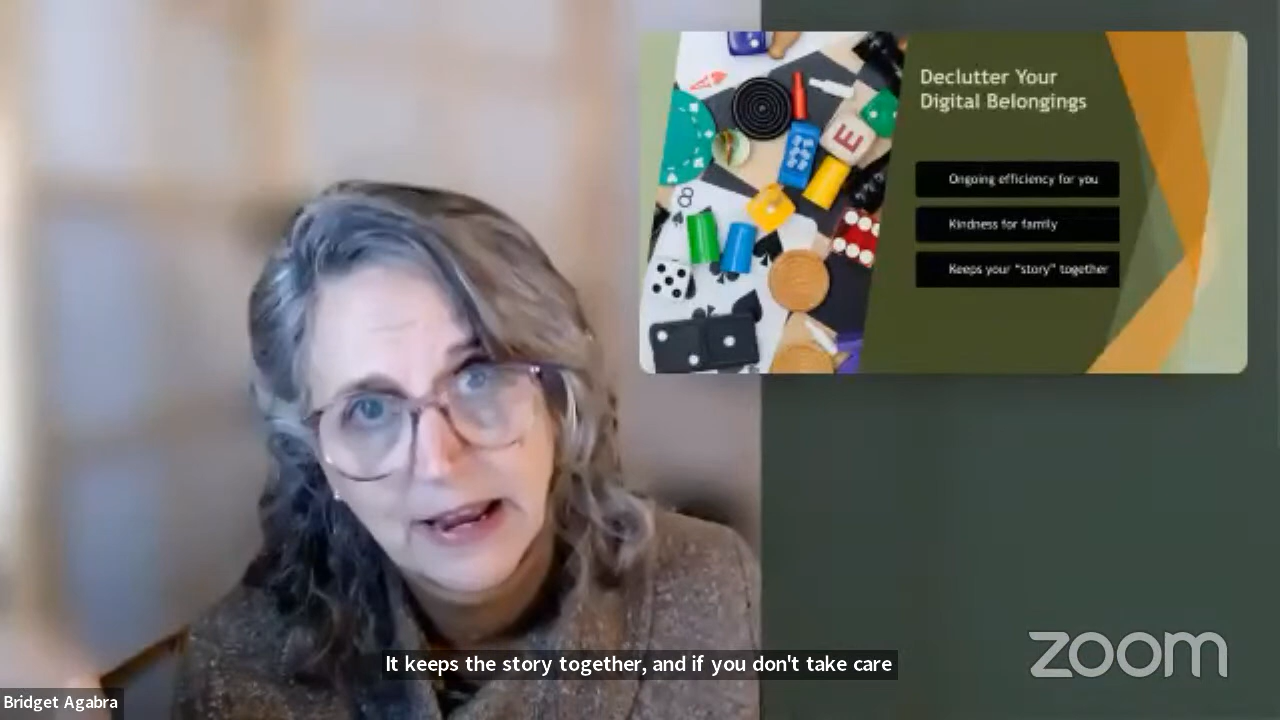 Declutter Your
Digital Belongings
Ongoing efficiency for you
Kindness for family
Keeps your “story” together
E
8
It keeps the story together, and if you don't take care
Bridget Agabra
zoom